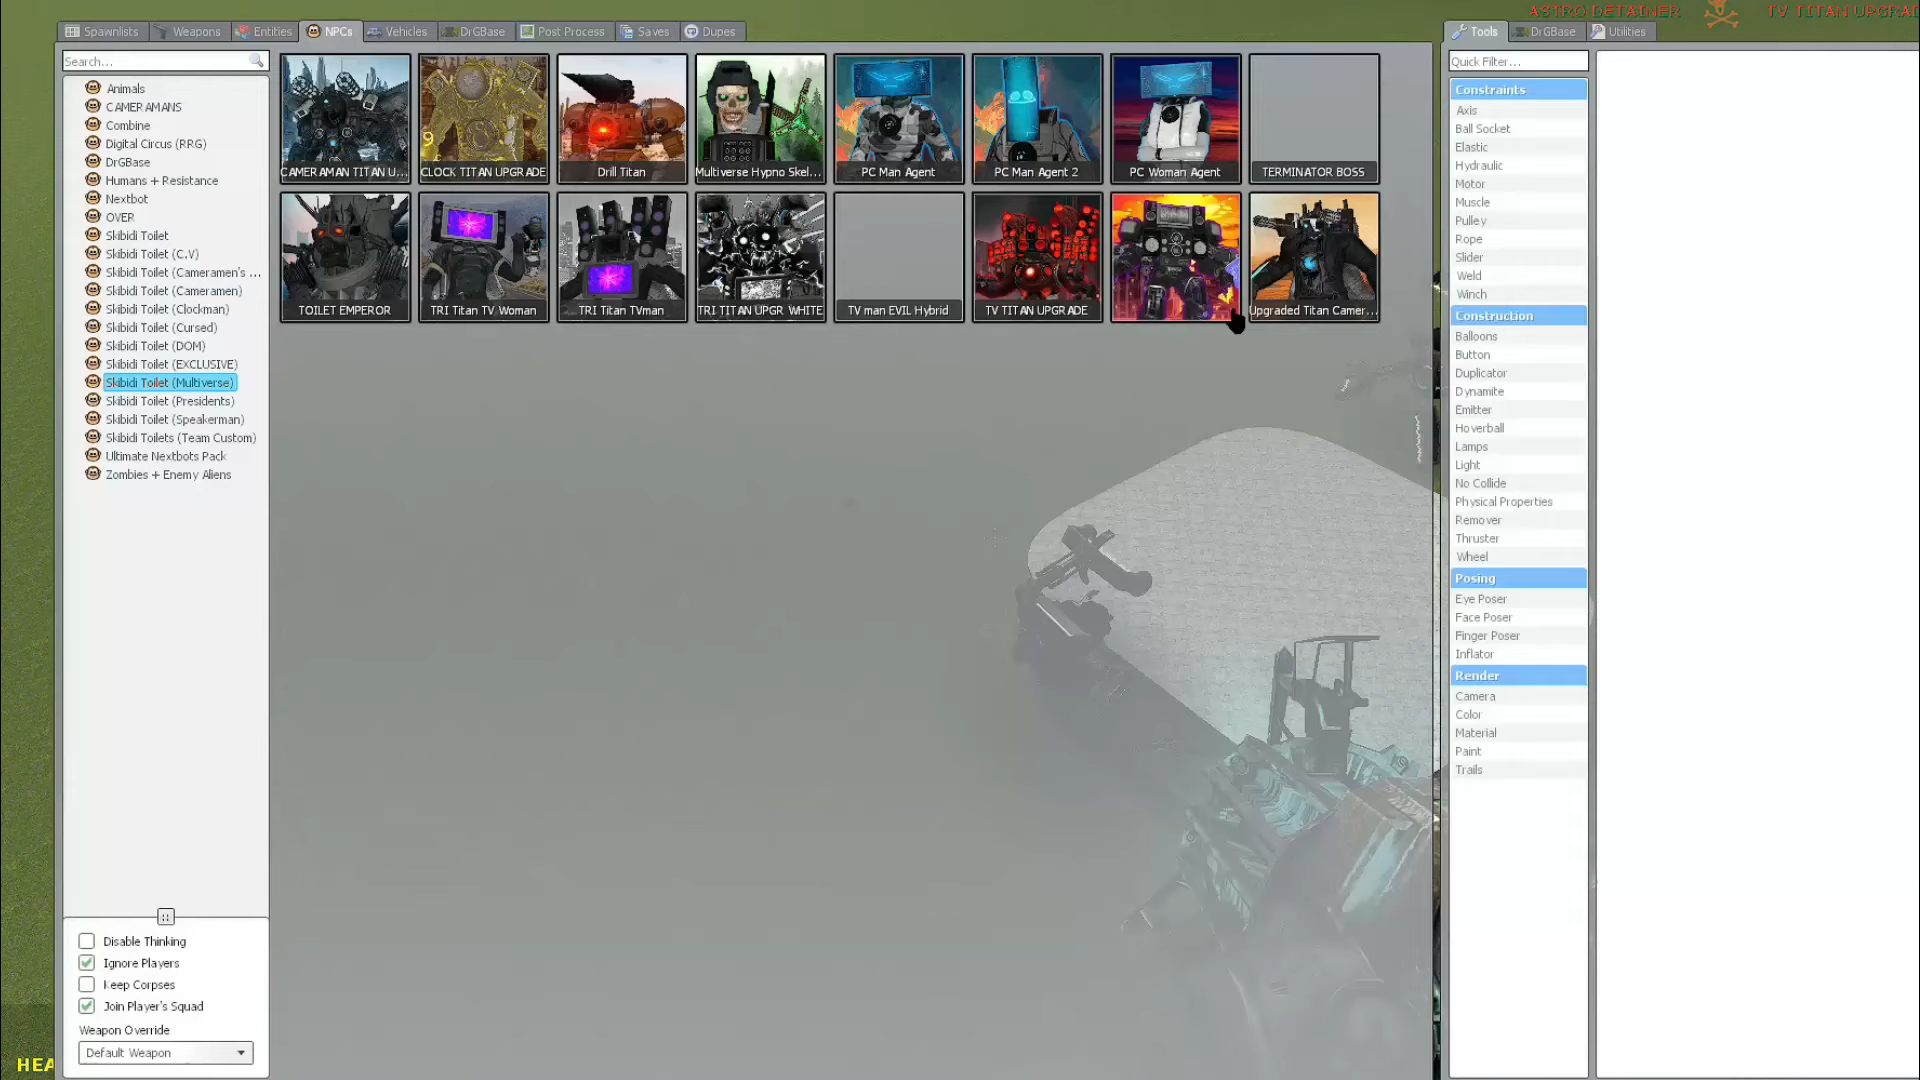 ASTRO DETAINER
TV TITAN UPGRAD
Spawnlists
Weapons
Entities
NPCs
Vehicles
DrGBase
Post Process
Saves
Dupes
Tools
DrGBase
Utilities
Search...
Animals
CAMERAMANS
Combine
Digital Circus (RRG)
DrGBase
Humans + Resistance
Nextbot
OVER
Skibidi Toilet
Skibidi Toilet (C.V)
Skibidi Toilet (Cameramen's ...
Skibidi Toilet (Cameramen)
Skibidi Toilet (Clockman)
Skibidi Toilet (Cursed)
Skibidi Toilet (DOM)
Skibidi Toilet (EXCLUSIVE)
Skibidi Toilet (Multiverse)
Skibidi Toilet (Presidents)
Skibidi Toilet (Speakerman)
Skibidi Toilets (Team Custom)
Ultimate Nextbots Pack
Zombies + Enemy Aliens
Disable Thinking
Ignore Players
Keep Corpses
Join Player's Squad
Weapon Override
Default Weapon
HEA
9
CAMERAMAN TITAN U...
CLOCK TITAN UPGRADE
Drill Titan
Multiverse Hypno Skel...
PC Man Agent
PC Man Agent 2
PC Woman Agent
TERMINATOR BOSS
TOILET EMPEROR
TRI Titan TV Woman
TRI Titan TVman
TRI TITAN UPGR WHITE
TV man EVIL Hybrid
TV TITAN UPGRADE
Upgraded Titan Camer...
Quick Filter...
Constraints
Axis
Ball Socket
Elastic
Hydraulic
Motor
Muscle
Pulley
Rope
Slider
Weld
Winch
Construction
Balloons
Button
Duplicator
Dynamite
Emitter
Hoverball
Lamps
Light
No Collide
Physical Properties
Remover
Thruster
Wheel
Posing
Eye Poser
Face Poser
Finger Poser
Inflator
Render
Camera
Color
Material
Paint
Trails